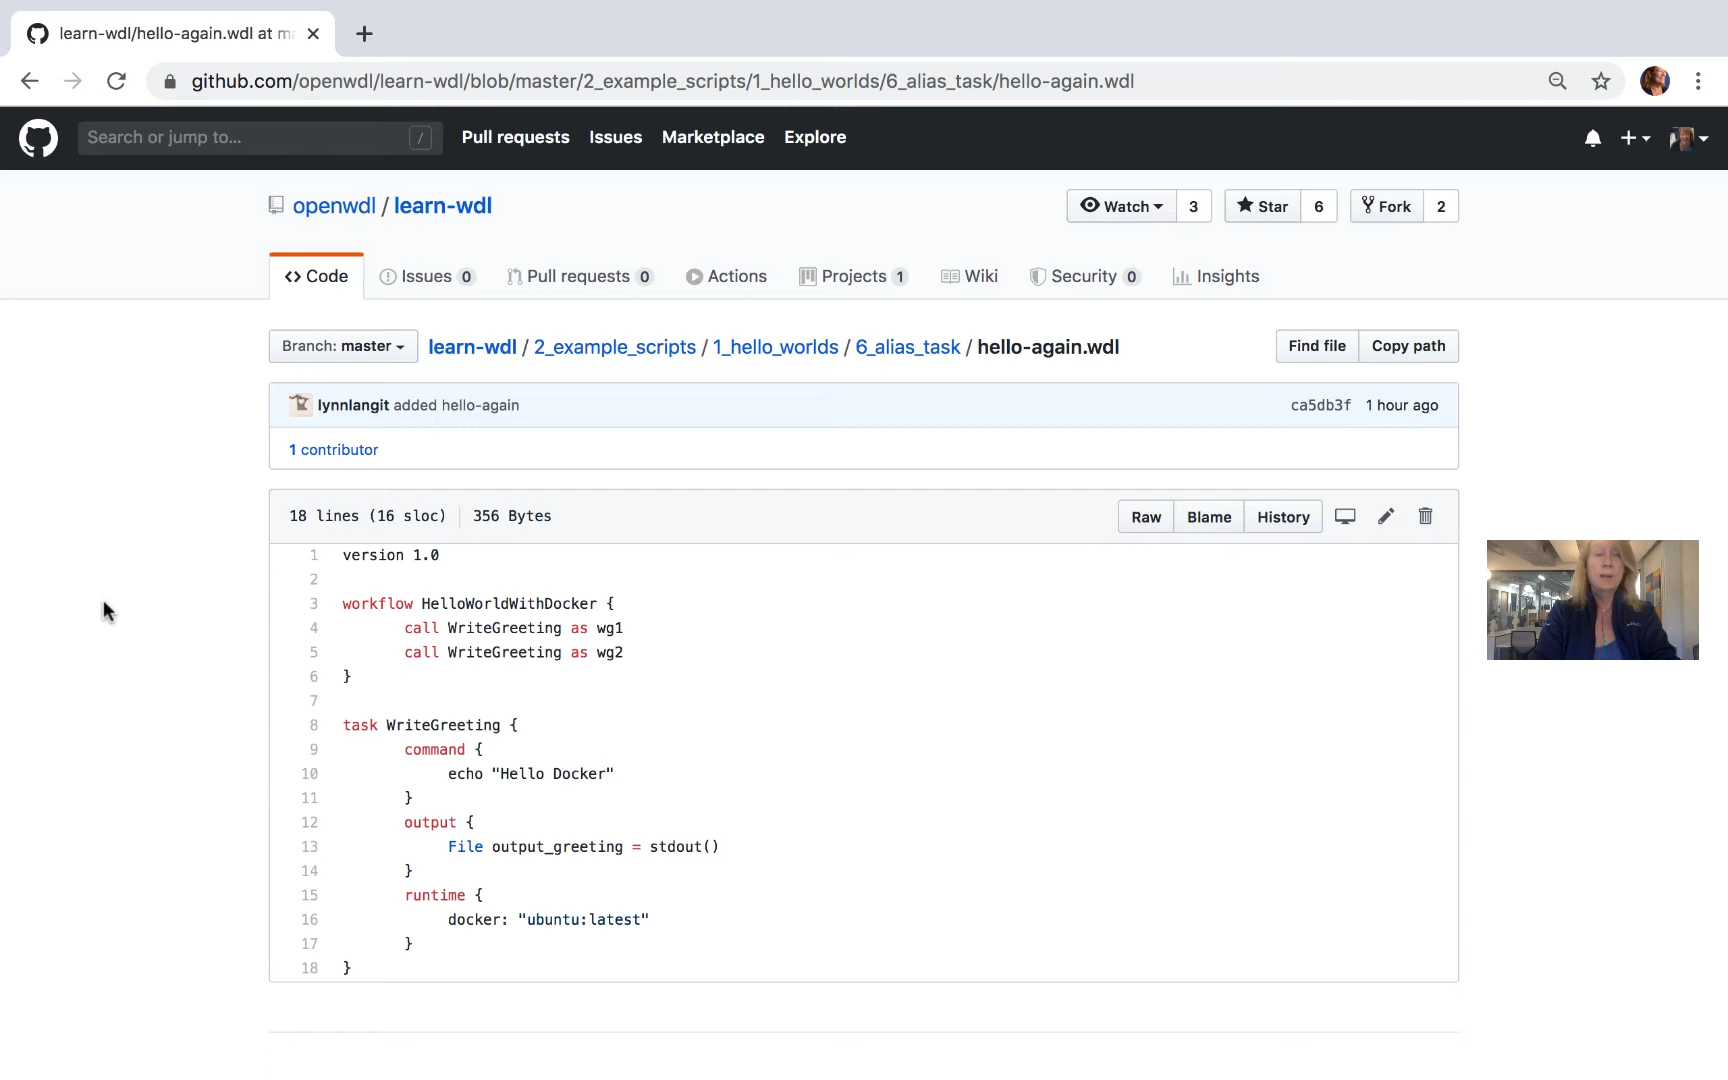 learn-wdl/hello-again.wdl at ma
github.com/openwdl/learn-wdl/blob/master/2_example_scripts/1_hello_worlds/6_alias_task/hello-again.wdl
Search or jump to... / Pull requests Issues Marketplace Explore
openwdl / learn-wdl Watch 3 Star 6 Fork 2
Code Issues 0 Pull requests 0 Actions Projects 1 Wiki Security 0 Insights
Branch: master learn-wdl / 2_example_scripts / 1_hello_worlds / 6_alias_task / hello-again.wdl Find file Copy path
lynnlangit added hello-again ca5db3f 1 hour ago
1 contributor
18 lines (16 sloc) 356 Bytes Raw Blame History
1 version 1.0
2
3 workflow HelloWorldWithDocker {
4 call WriteGreeting as wg1
5 call WriteGreeting as wg2
6 }
7
8 task WriteGreeting {
9 command {
10 echo "Hello Docker"
11 }
12 output {
13 File output_greeting = stdout()
14 }
15 runtime {
16 docker: "ubuntu:latest"
17 }
18 }